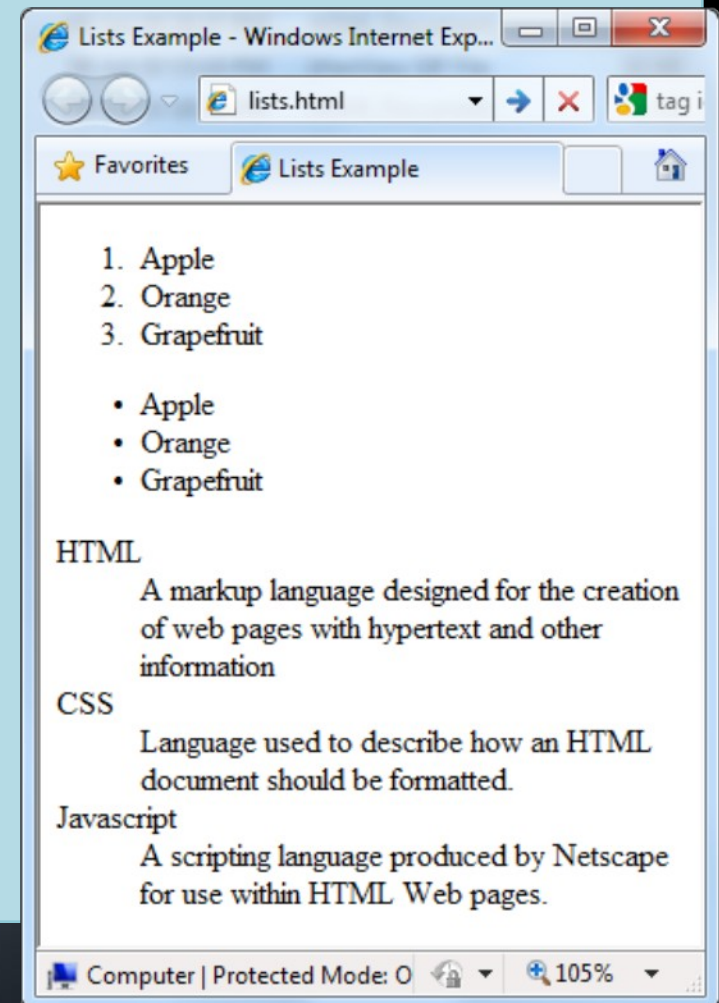 Lists Example - Windows Internet Exp...
lists.html
tag i
Favorites
Lists Example
1. Apple
2. Orange
3. Grapefruit
• Apple
• Orange
• Grapefruit
HTML
A markup language designed for the creation
of web pages with hypertext and other
information
CSS
Language used to describe how an HTML
document should be formatted.
Javascript
A scripting language produced by Netscape
for use within HTML Web pages.
Computer | Protected Mode: O
105%